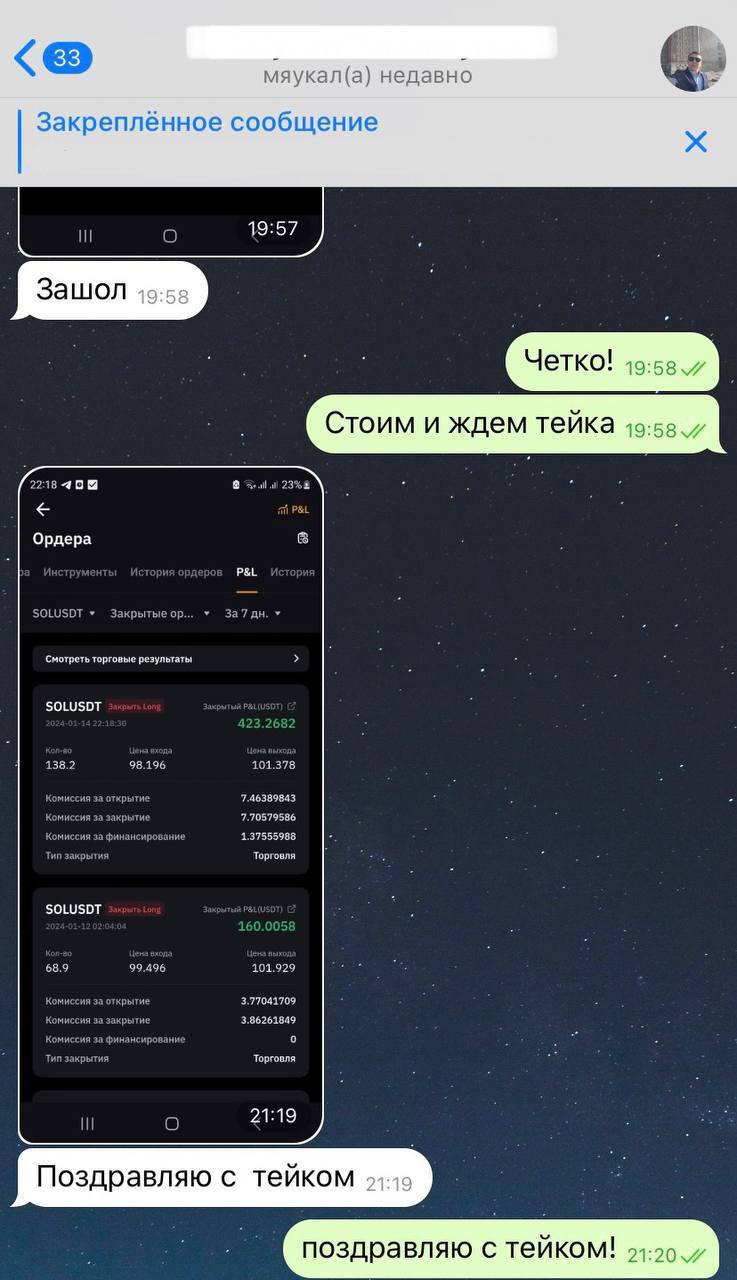 33
мяукал(а) недавно
Закреплённое сообщение
19:57
Зашол 19:58
Четко! 19:58
Стоим и ждем тейка 19:58
22:18 23%
P&L
Ордера
ра Инструменты История ордеров P&L История
SOLUSDT Закрытые ор... За 7 дн.
Смотреть торговые результаты
SOLUSDT Закрыть Long Закрытый P&L(USDT)
2024-01-14 22:18:30 423.2682
Кол-во Цена входа Цена выхода
138.2 98.196 101.378
Комиссия за открытие 7.46389843
Комиссия за закрытие 7.70579586
Комиссия за финансирование 1.37555988
Тип закрытия Торговля
SOLUSDT Закрыть Long Закрытый P&L(USDT)
2024-01-12 02:04:04 160.0058
Кол-во Цена входа Цена выхода
68.9 99.496 101.929
Комиссия за открытие 3.77041709
Комиссия за закрытие 3.86261849
Комиссия за финансирование 0
Тип закрытия Торговля
21:19
Поздравляю с тейком 21:19
поздравляю с тейком! 21:20